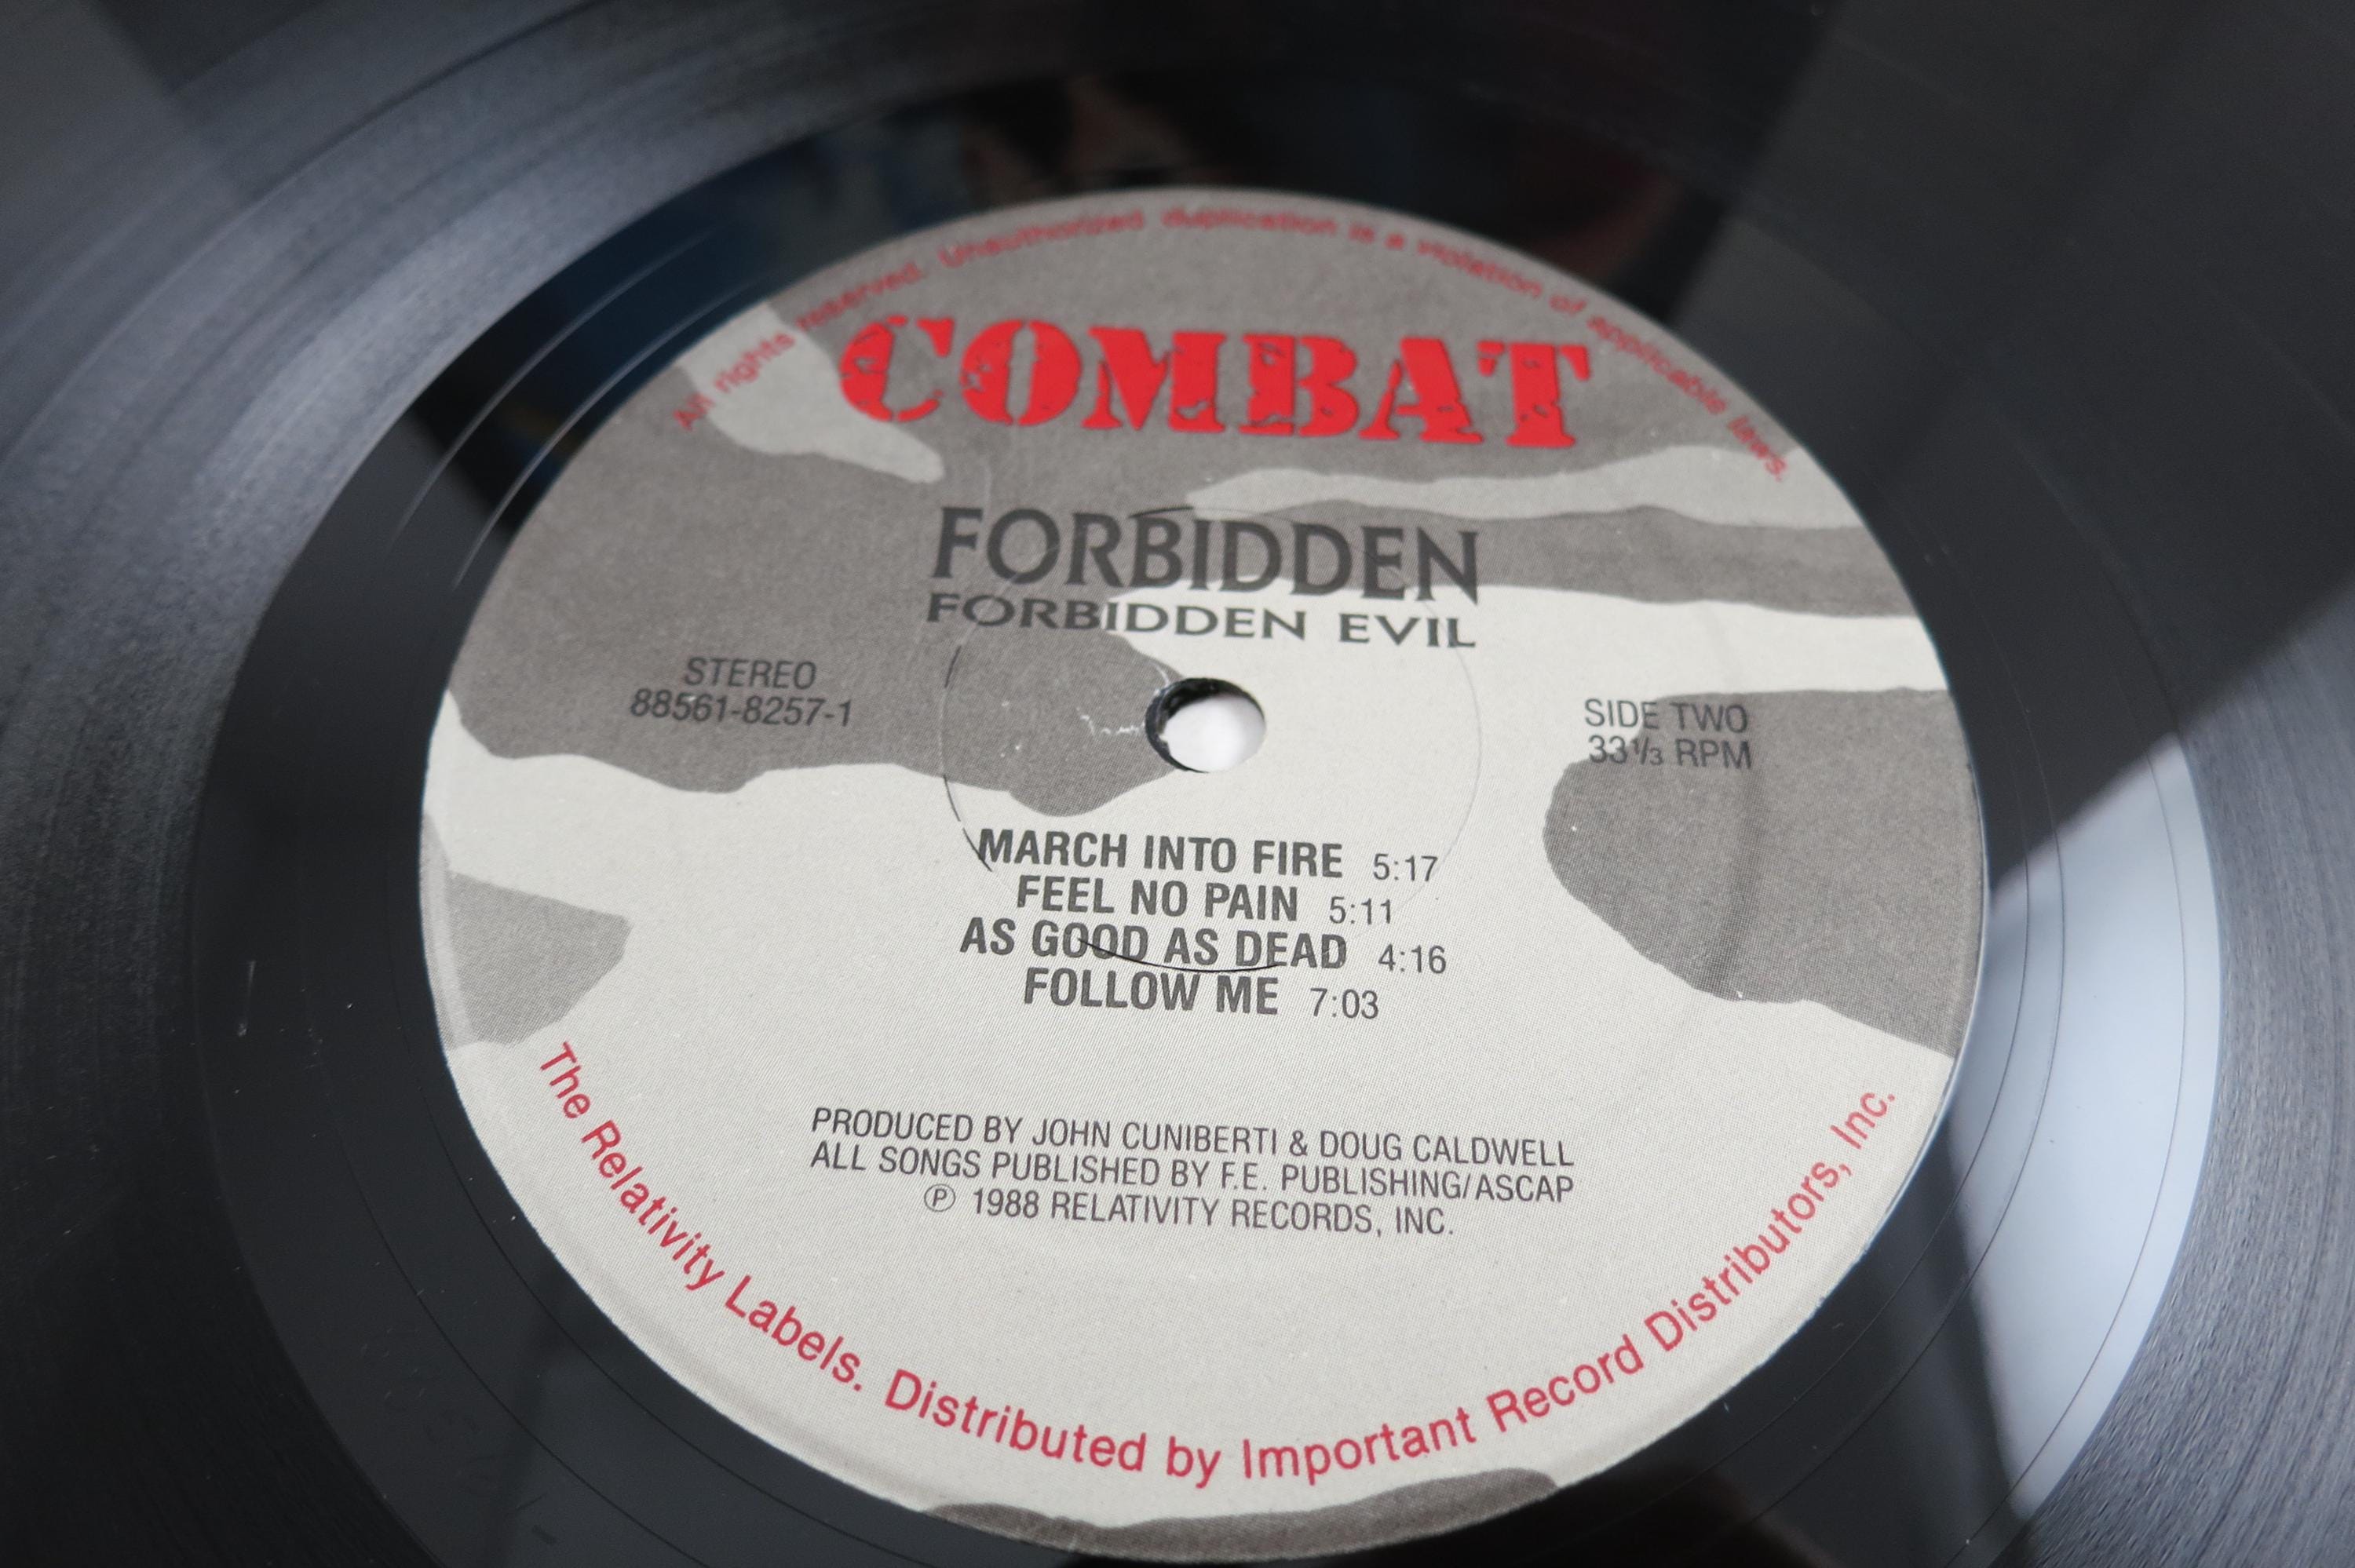 All rights reserved. Unauthorized duplication is a violation of applicable laws.
COMBAT
FORBIDDEN
FORBIDDEN EVIL
STEREO
88561-8257-1
SIDE TWO
33 1/3 RPM
MARCH INTO FIRE 5:17
FEEL NO PAIN 5:11
AS GOOD AS DEAD 4:16
FOLLOW ME 7:03
PRODUCED BY JOHN CUNIBERTI & DOUG CALDWELL
ALL SONGS PUBLISHED BY F.E. PUBLISHING/ASCAP
℗ 1988 RELATIVITY RECORDS, INC.
The Relativity Labels. Distributed by Important Record Distributors, Inc.